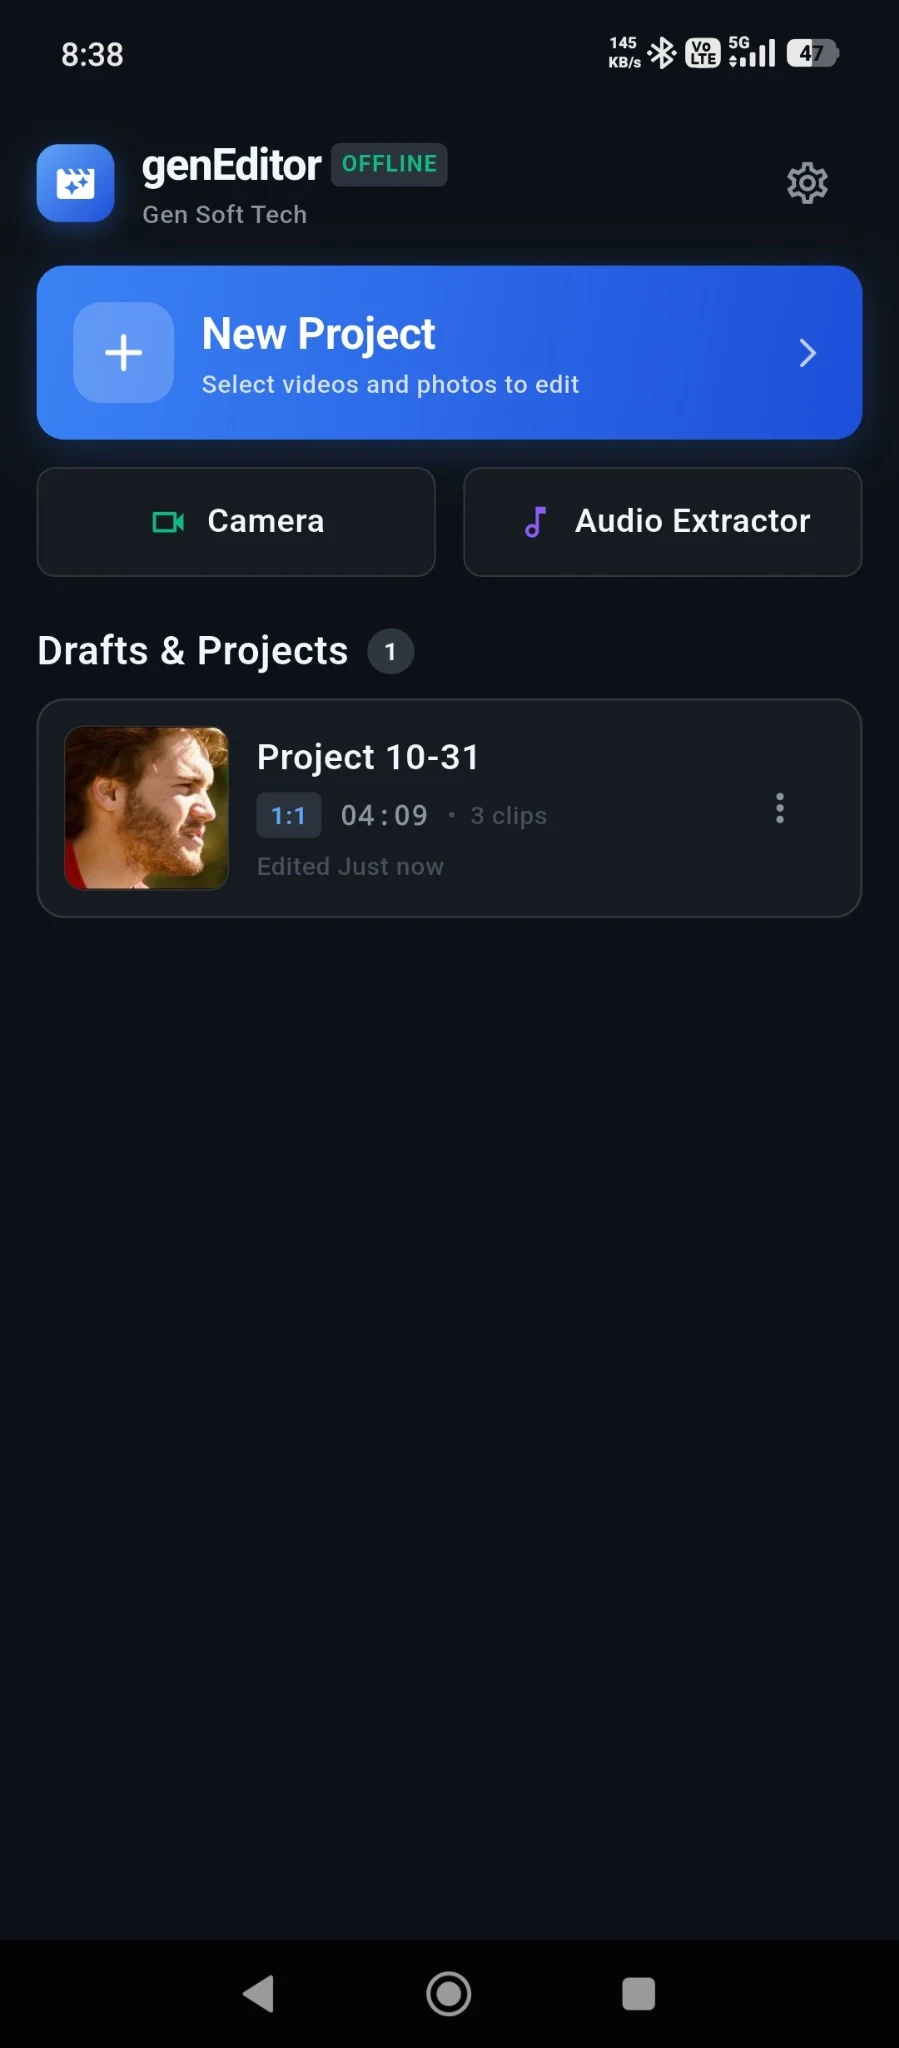 8:38
145
KB/s
Vo
LTE
5G
47
genEditor OFFLINE
Gen Soft Tech
New Project
Select videos and photos to edit
Camera
Audio Extractor
Drafts & Projects 1
Project 10-31
1:1 04:09 • 3 clips
Edited Just now